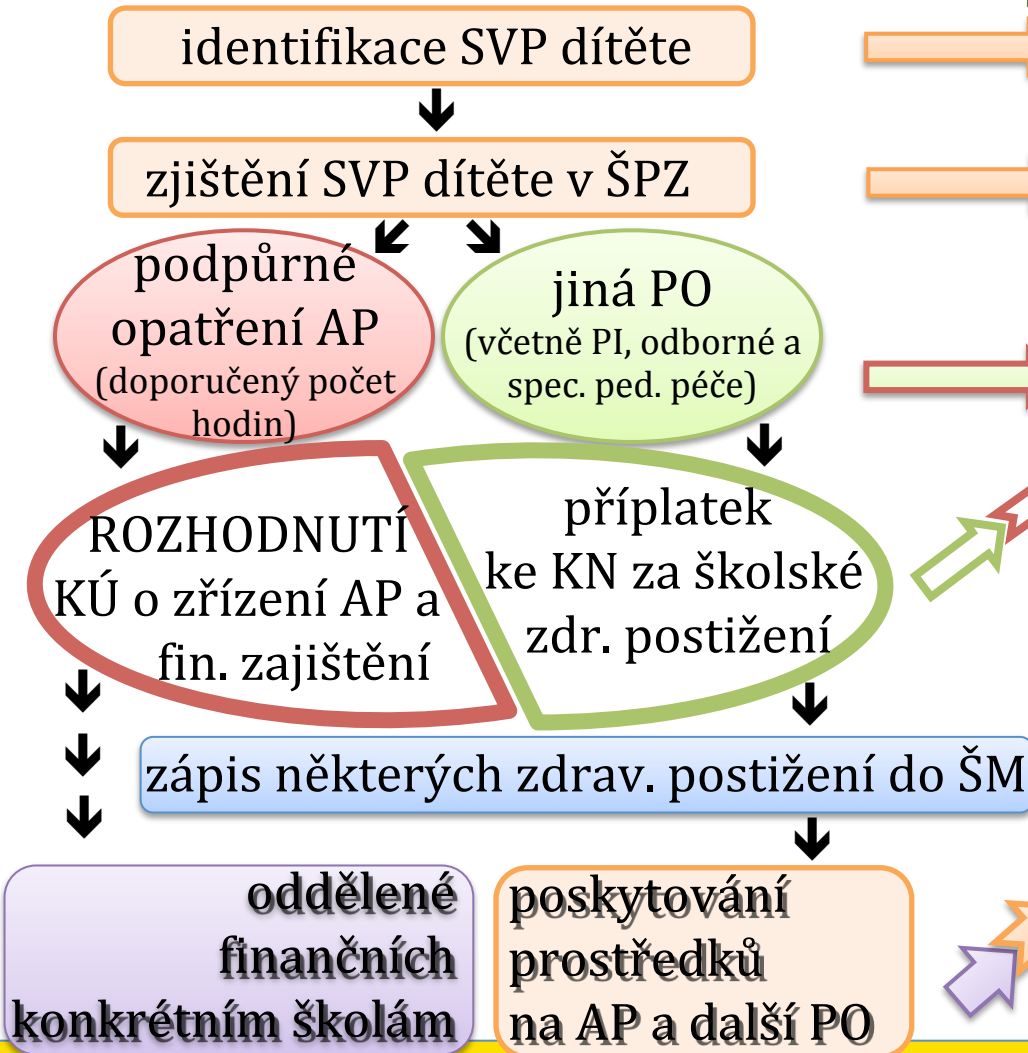 identifikace SVP dítěte
zjištění SVP dítěte v ŠPZ
podpůrné
opatření AP
(doporučený počet
hodin)
jiná PO
(včetně PI, odborné a
spec. ped. péče)
ROZHODNUTÍ
KÚ o zřízení AP a
fin. zajištění
příplatek
ke KN za školské
zdr. postižení
zápis některých zdrav. postižení do ŠM
oddělené
finančních
konkrétním školám
poskytování
prostředků
na AP a další PO